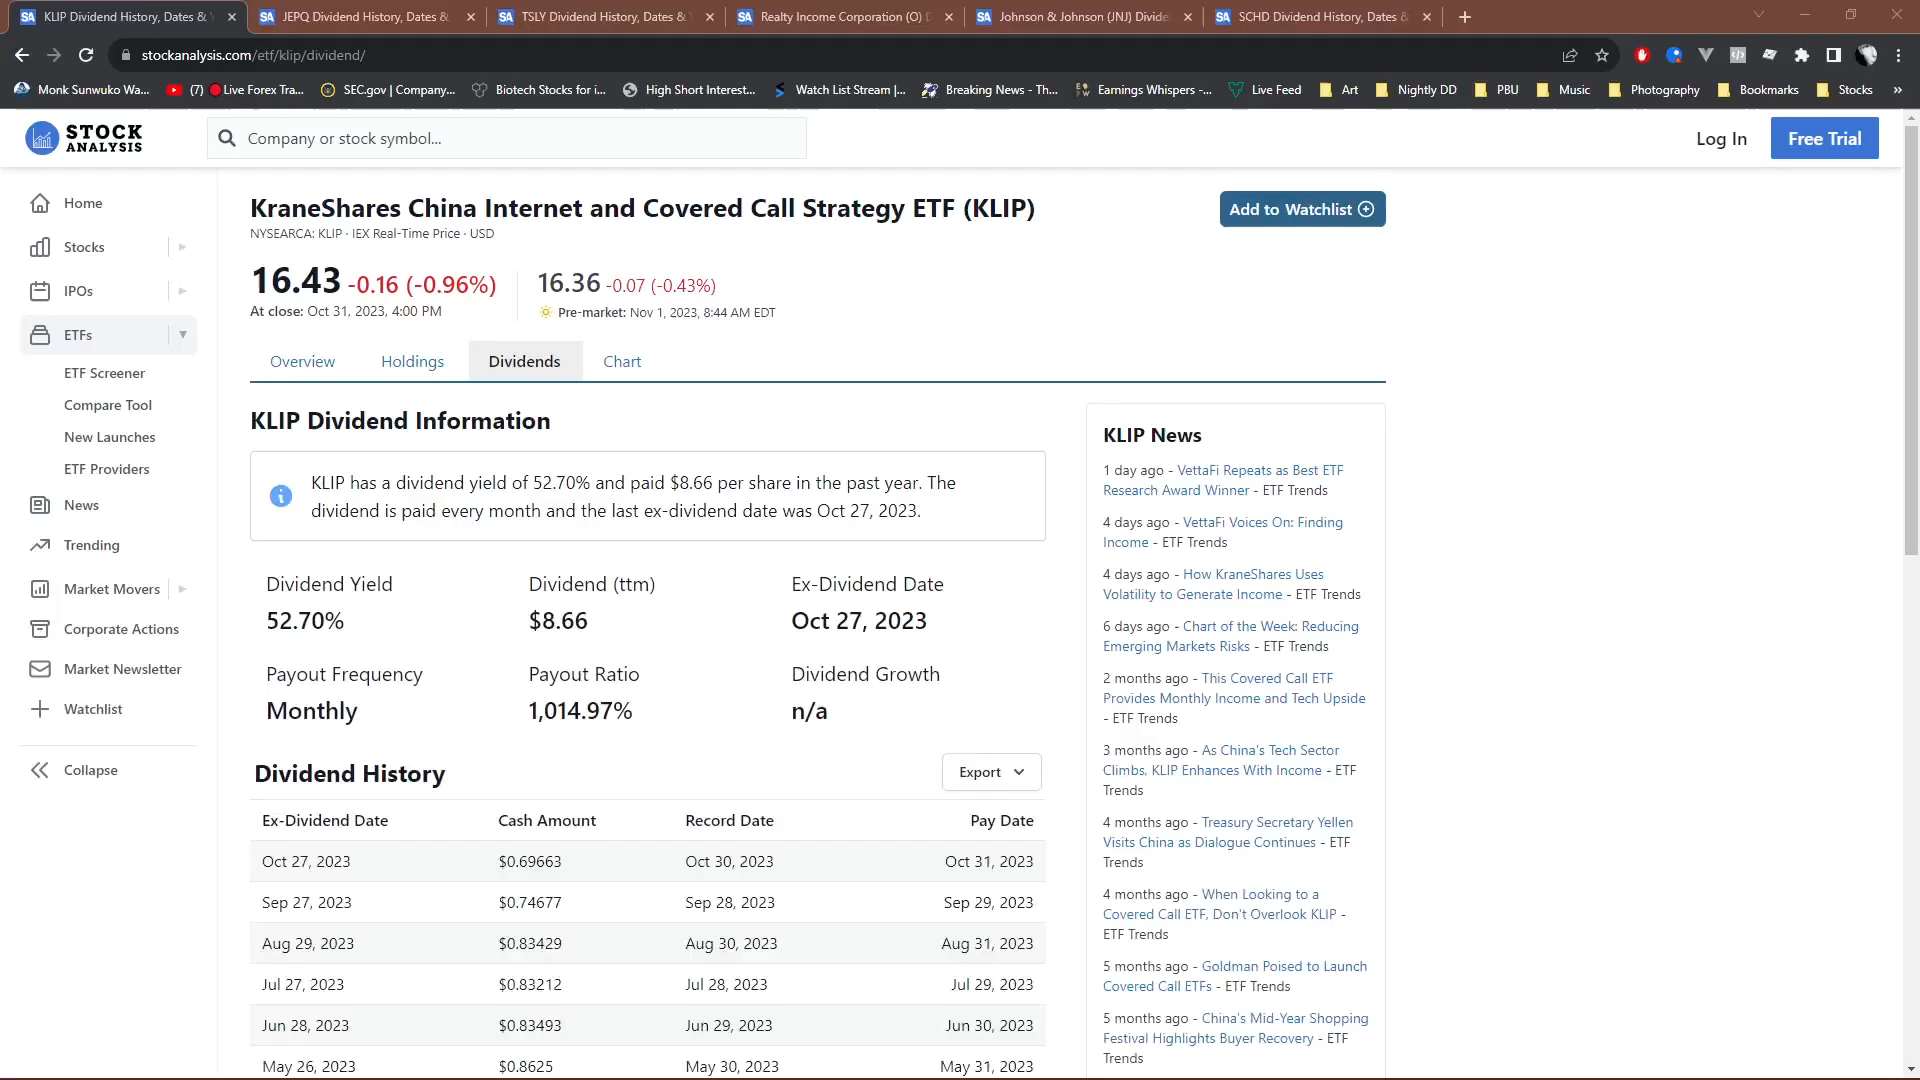 KLIP Dividend History, Dates &
JEPQ Dividend History, Dates &
TSLY Dividend History, Dates &
Realty Income Corporation (O)
Johnson & Johnson (JNJ) Divide
SCHD Dividend History, Dates &
stockanalysis.com/etf/klip/dividend/
Monk Sunwuko Wa...
(7)
Live Forex Tra...
SEC.gov | Company...
Biotech Stocks for i...
High Short Interest...
Watch List Stream |...
Breaking News - Th...
Earnings Whispers -...
Live Feed
Art
Nightly DD
PBU
Music
Photography
Bookmarks
Stocks
»
STOCK
ANALYSIS
Company or stock symbol...
Log In
Free Trial
Home
Stocks
IPOs
ETFs
ETF Screener
Compare Tool
New Launches
ETF Providers
News
Trending
Market Movers
Corporate Actions
Market Newsletter
Watchlist
Collapse
KraneShares China Internet and Covered Call Strategy ETF (KLIP)
NYSEARCA: KLIP · IEX Real-Time Price · USD
Add to Watchlist
16.43 -0.16 (-0.96%)
At close: Oct 31, 2023, 4:00 PM
16.36 -0.07 (-0.43%)
Pre-market: Nov 1, 2023, 8:44 AM EDT
Overview Holdings Dividends Chart
KLIP Dividend Information
KLIP has a dividend yield of 52.70% and paid $8.66 per share in the past year. The
dividend is paid every month and the last ex-dividend date was Oct 27, 2023.
Dividend Yield Dividend (ttm) Ex-Dividend Date
52.70% $8.66 Oct 27, 2023
Payout Frequency Payout Ratio Dividend Growth
Monthly 1,014.97% n/a
Dividend History
Export
Ex-Dividend Date Cash Amount Record Date Pay Date
Oct 27, 2023 $0.69663 Oct 30, 2023 Oct 31, 2023
Sep 27, 2023 $0.74677 Sep 28, 2023 Sep 29, 2023
Aug 29, 2023 $0.83429 Aug 30, 2023 Aug 31, 2023
Jul 27, 2023 $0.83212 Jul 28, 2023 Jul 29, 2023
Jun 28, 2023 $0.83493 Jun 29, 2023 Jun 30, 2023
May 26, 2023 $0.8625 May 30, 2023 May 31, 2023
KLIP News
1 day ago - VettaFi Repeats as Best ETF
Research Award Winner - ETF Trends
4 days ago - VettaFi Voices On: Finding
Income - ETF Trends
4 days ago - How KraneShares Uses
Volatility to Generate Income - ETF Trends
6 days ago - Chart of the Week: Reducing
Emerging Markets Risks - ETF Trends
2 months ago - This Covered Call ETF
Provides Monthly Income and Tech Upside
- ETF Trends
3 months ago - As China's Tech Sector
Climbs, KLIP Enhances With Income - ETF
Trends
4 months ago - Treasury Secretary Yellen
Visits China as Dialogue Continues - ETF
Trends
4 months ago - When Looking to a
Covered Call ETF, Don't Overlook KLIP -
ETF Trends
5 months ago - Goldman Poised to Launch
Covered Call ETFs - ETF Trends
5 months ago - China's Mid-Year Shopping
Festival Highlights Buyer Recovery - ETF
Trends